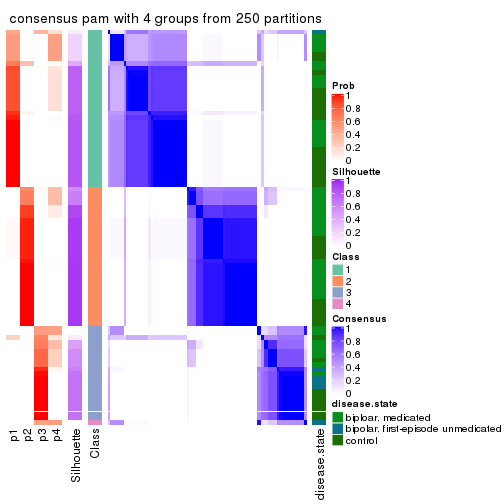 consensus pam with 4 groups from 250 partitions
Prob
1
0.8
0.6
0.4
0.2
0
Silhouette
1
0.8
0.6
0.4
0.2
0
Class
1
2
3
4
Consensus
1
0.8
0.6
0.4
0.2
0
disease.state
bipolar, medicated
bipolar, first-episode unmedicated
control
p1
p2
p3
p4
Silhouette
Class
disease.state